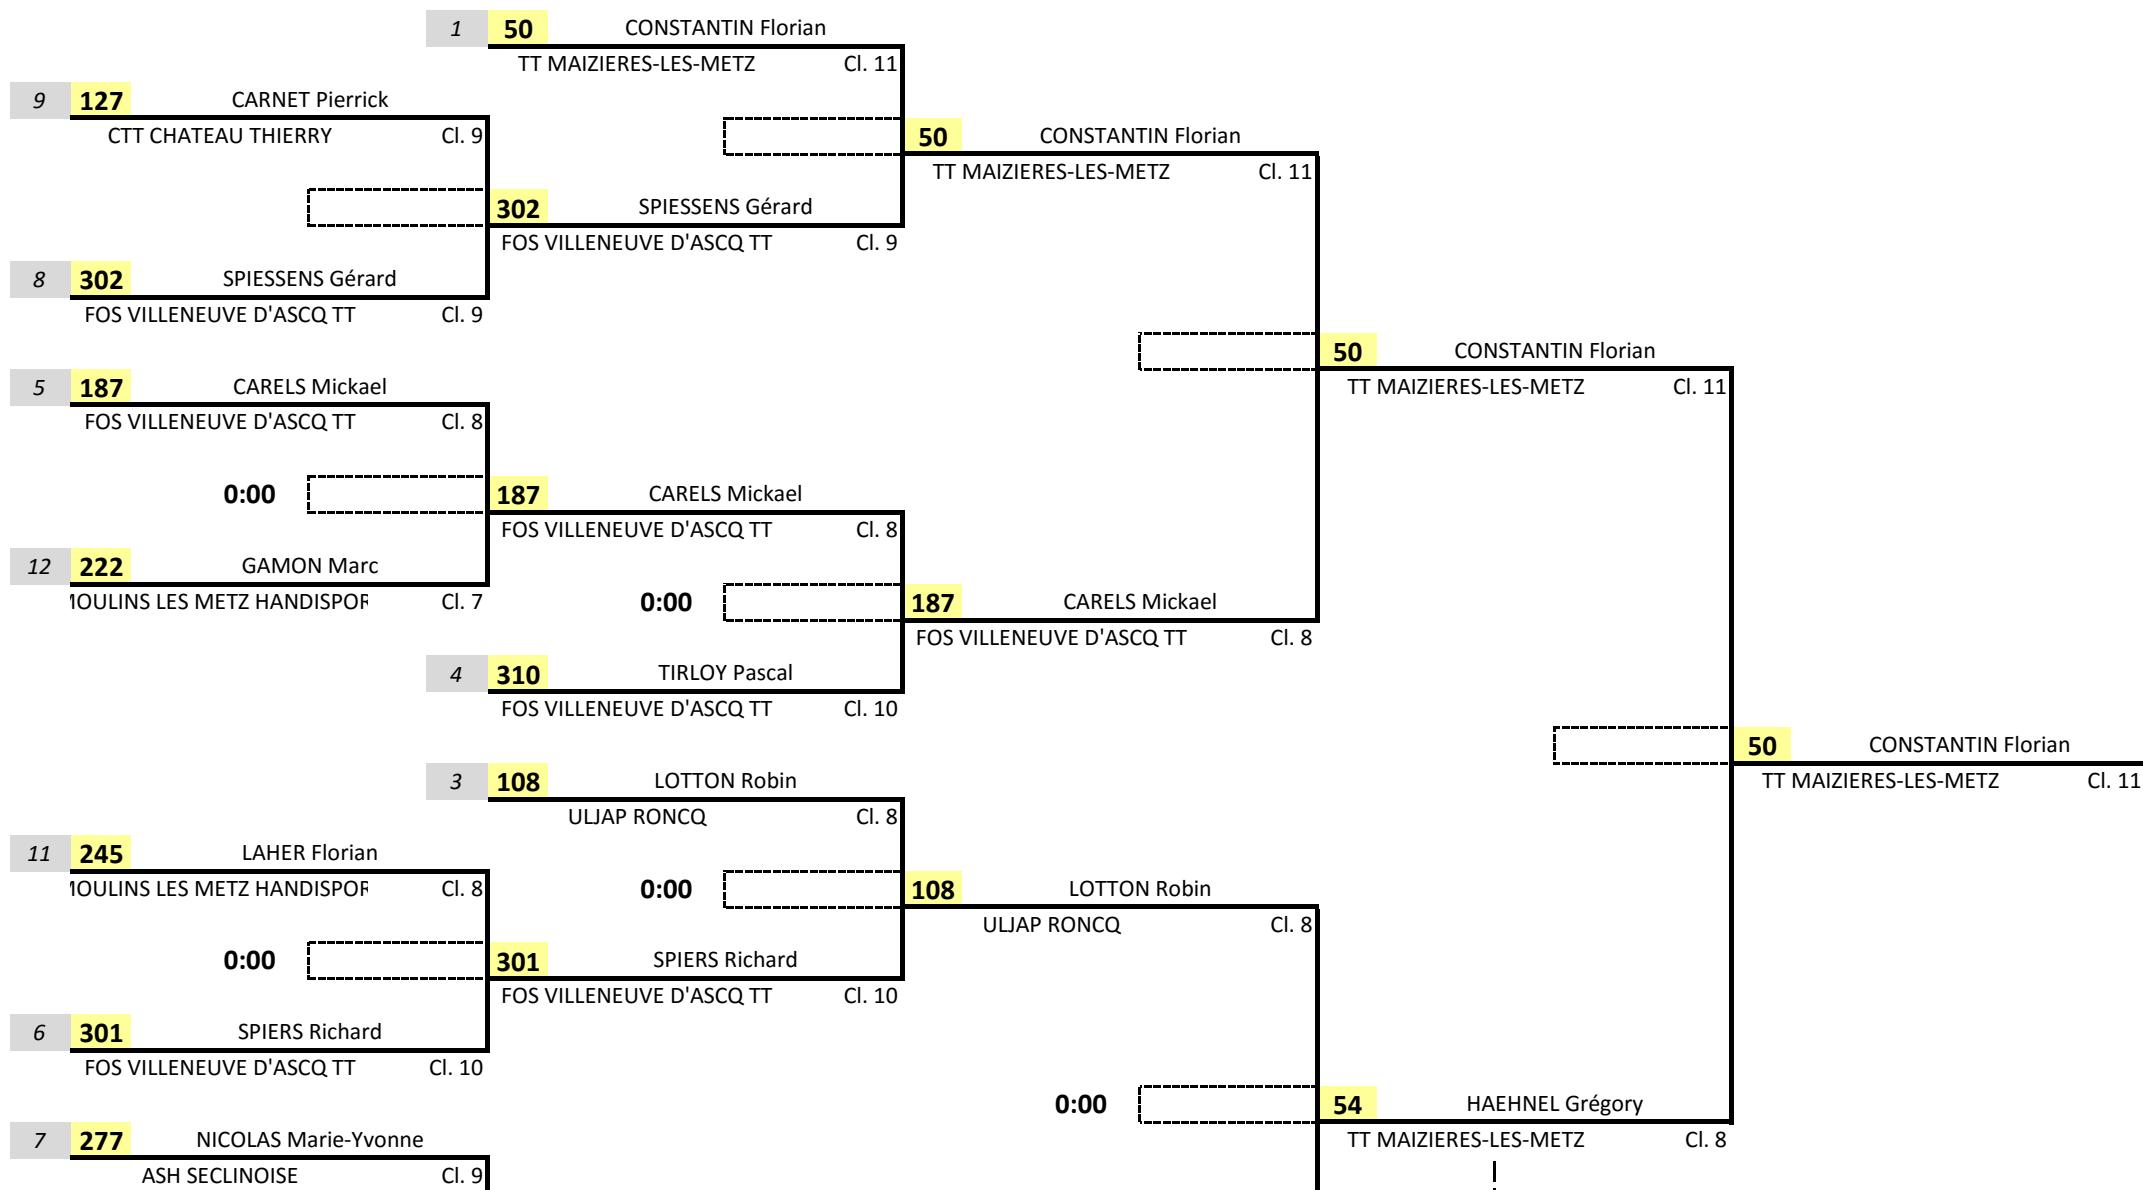 1 50 CONSTANTIN Florian
TT MAIZIERES-LES-METZ Cl. 11
9 127 CARNET Pierrick
CTT CHATEAU THIERRY Cl. 9
50 CONSTANTIN Florian
TT MAIZIERES-LES-METZ Cl. 11
302 SPIESSENS Gérard
FOS VILLENEUVE D'ASCQ TT Cl. 9
8 302 SPIESSENS Gérard
FOS VILLENEUVE D'ASCQ TT Cl. 9
50 CONSTANTIN Florian
TT MAIZIERES-LES-METZ Cl. 11
5 187 CARELS Mickael
FOS VILLENEUVE D'ASCQ TT Cl. 8
0:00 187 CARELS Mickael
FOS VILLENEUVE D'ASCQ TT Cl. 8
12 222 GAMON Marc
MOULINS LES METZ HANDISPOR Cl. 7
0:00 187 CARELS Mickael
FOS VILLENEUVE D'ASCQ TT Cl. 8
4 310 TIRLOY Pascal
FOS VILLENEUVE D'ASCQ TT Cl. 10
50 CONSTANTIN Florian
TT MAIZIERES-LES-METZ Cl. 11
3 108 LOTTON Robin
ULJAP RONCQ Cl. 8
11 245 LAHER Florian
MOULINS LES METZ HANDISPOR Cl. 8
0:00 108 LOTTON Robin
ULJAP RONCQ Cl. 8
0:00 301 SPIERS Richard
FOS VILLENEUVE D'ASCQ TT Cl. 10
6 301 SPIERS Richard
FOS VILLENEUVE D'ASCQ TT Cl. 10
0:00 54 HAEHNEL Grégory
TT MAIZIERES-LES-METZ Cl. 8
7 277 NICOLAS Marie-Yvonne
ASH SECLINOISE Cl. 9